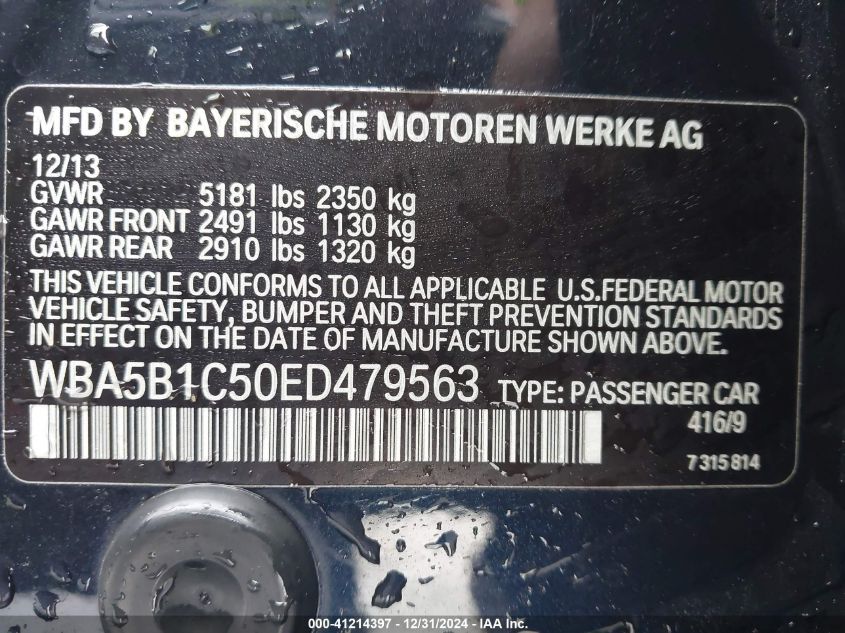 MFD BY BAYERISCHE MOTOREN WERKE AG
12/13
GVWR 5181 lbs 2350 kg
GAWR FRONT 2491 lbs 1130 kg
GAWR REAR 2910 lbs 1320 kg
THIS VEHICLE CONFORMS TO ALL APPLICABLE U.S.FEDERAL MOTOR
VEHICLE SAFETY, BUMPER AND THEFT PREVENTION STANDARDS
IN EFFECT ON THE DATE OF MANUFACTURE SHOWN ABOVE.
WBA5B1C50ED479563 TYPE: PASSENGER CAR
416/9
7315814
000-41214397 - 12/31/2024 - IAA Inc.